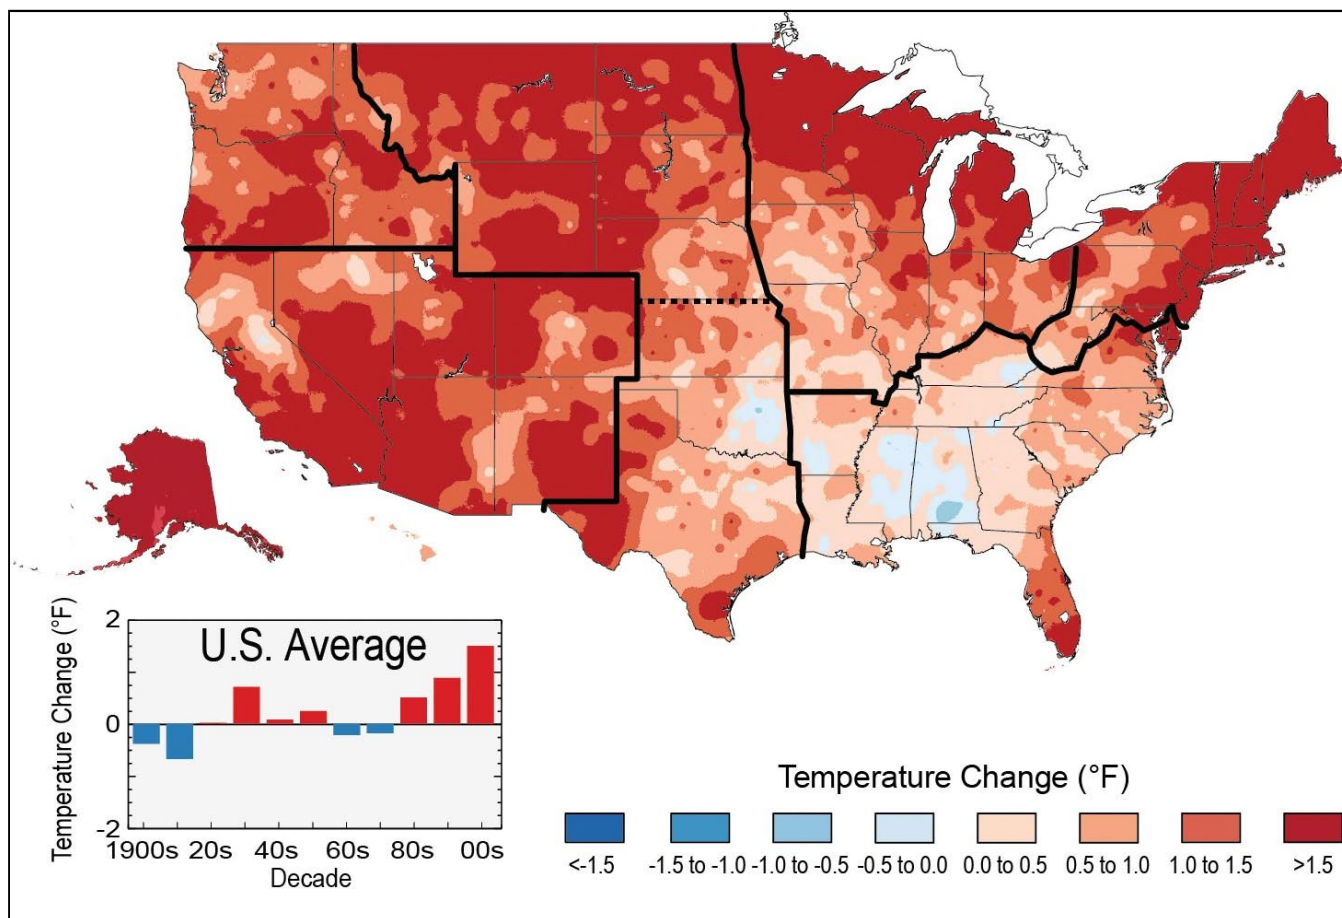 U.S. Average
Temperature Change (°F)
2
0
-2
1900s 20s 40s 60s 80s 00s
Decade
Temperature Change (°F)
<-1.5 -1.5 to -1.0 -1.0 to -0.5 -0.5 to 0.0 0.0 to 0.5 0.5 to 1.0 1.0 to 1.5 >1.5